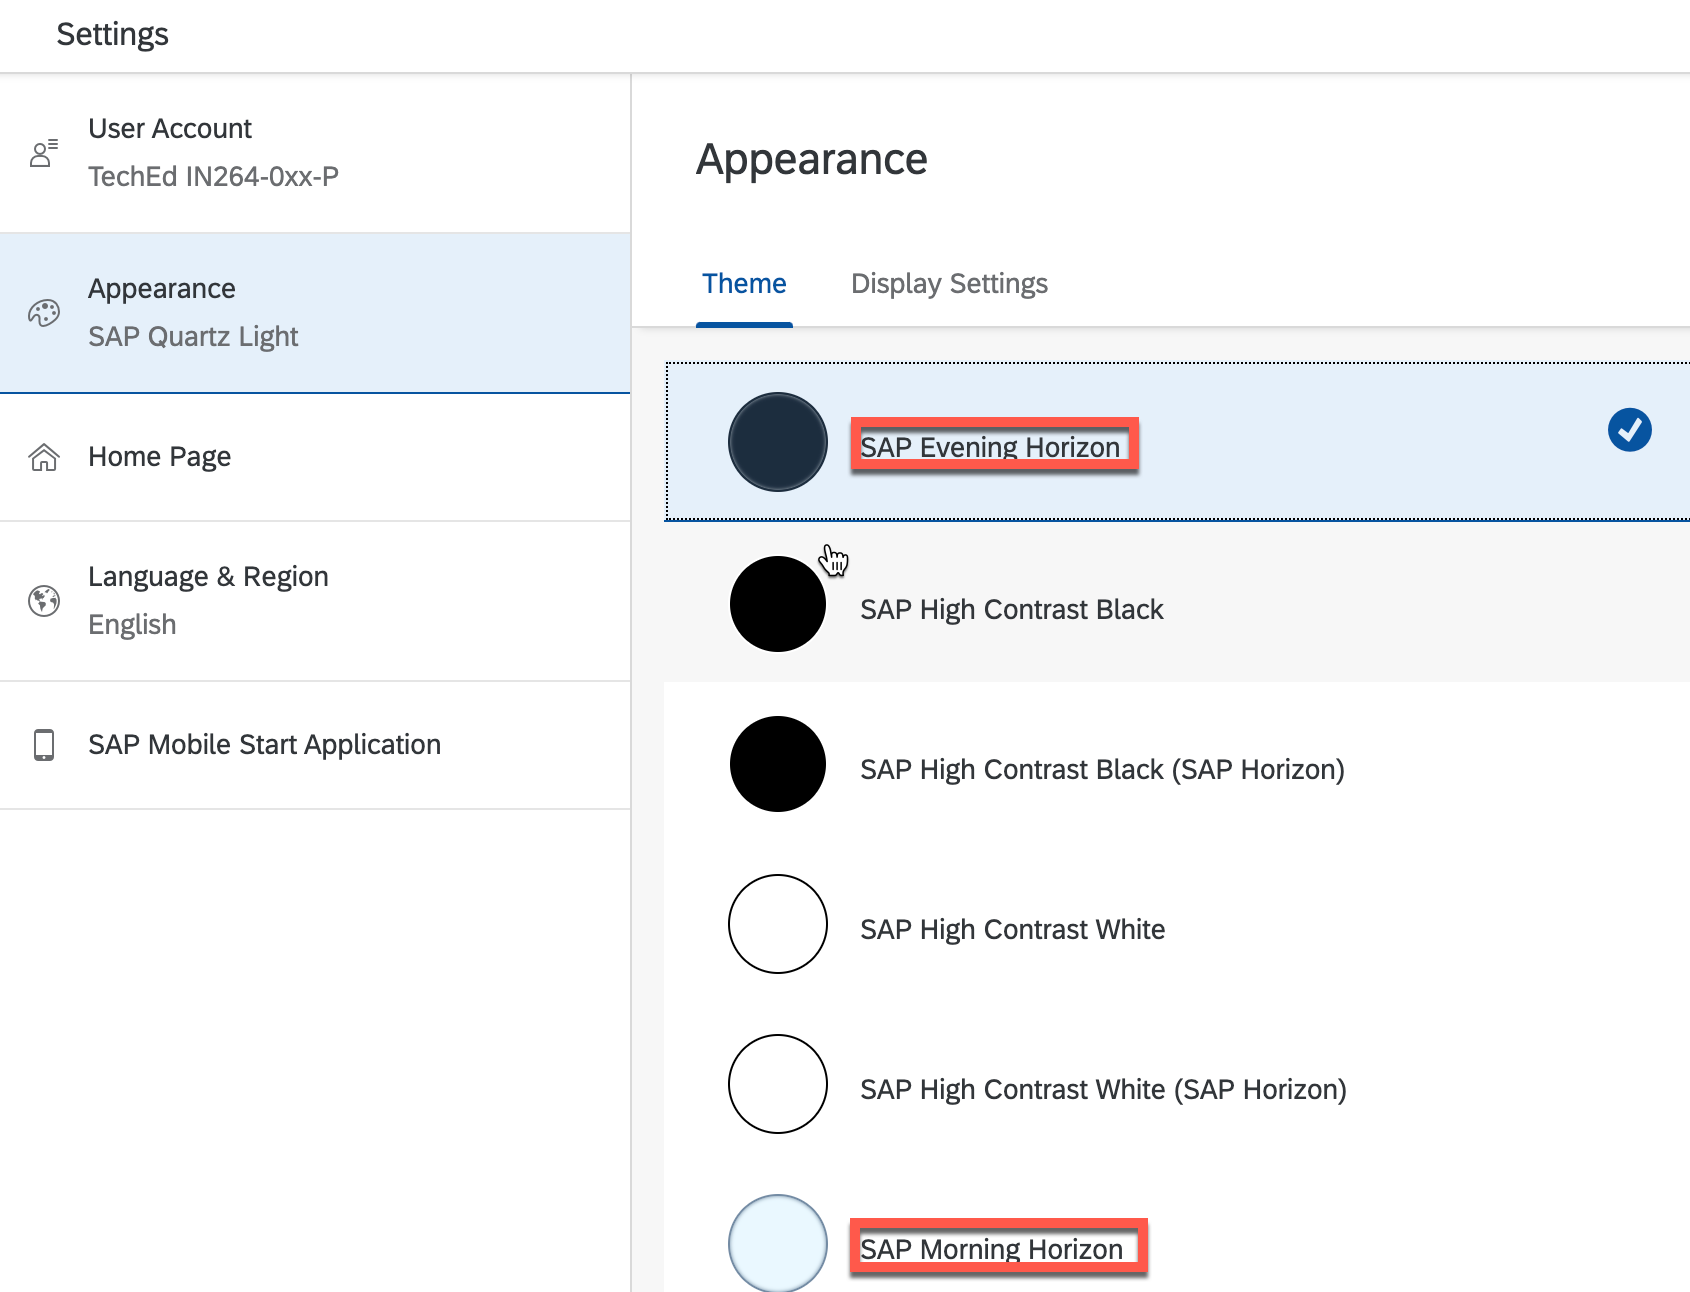 Settings
User Account
TechEd IN264-0xx-P
Appearance
SAP Quartz Light
Home Page
Language & Region
English
SAP Mobile Start Application
Appearance
Theme
Display Settings
SAP Evening Horizon
SAP High Contrast Black
SAP High Contrast Black (SAP Horizon)
SAP High Contrast White
SAP High Contrast White (SAP Horizon)
SAP Morning Horizon